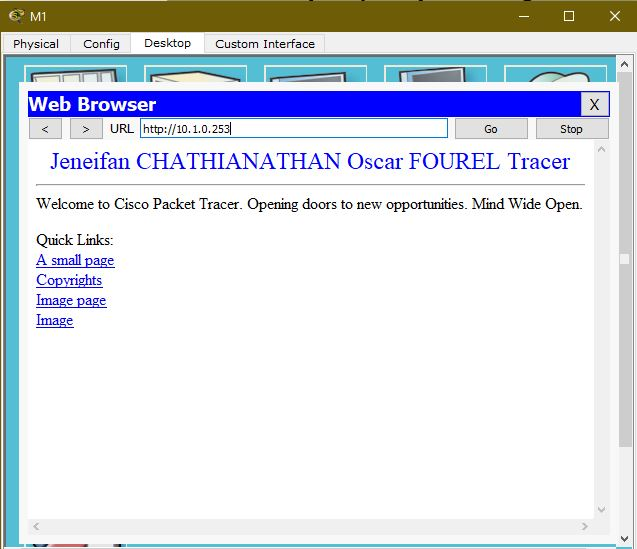 M1
Physical Config Desktop Custom Interface
Web Browser X
< > URL http://10.1.0.253 Go Stop
Jeneifan CHATHIANATHAN Oscar FOUREL Tracer
Welcome to Cisco Packet Tracer. Opening doors to new opportunities. Mind Wide Open.
Quick Links:
A small page
Copyrights
Image page
Image